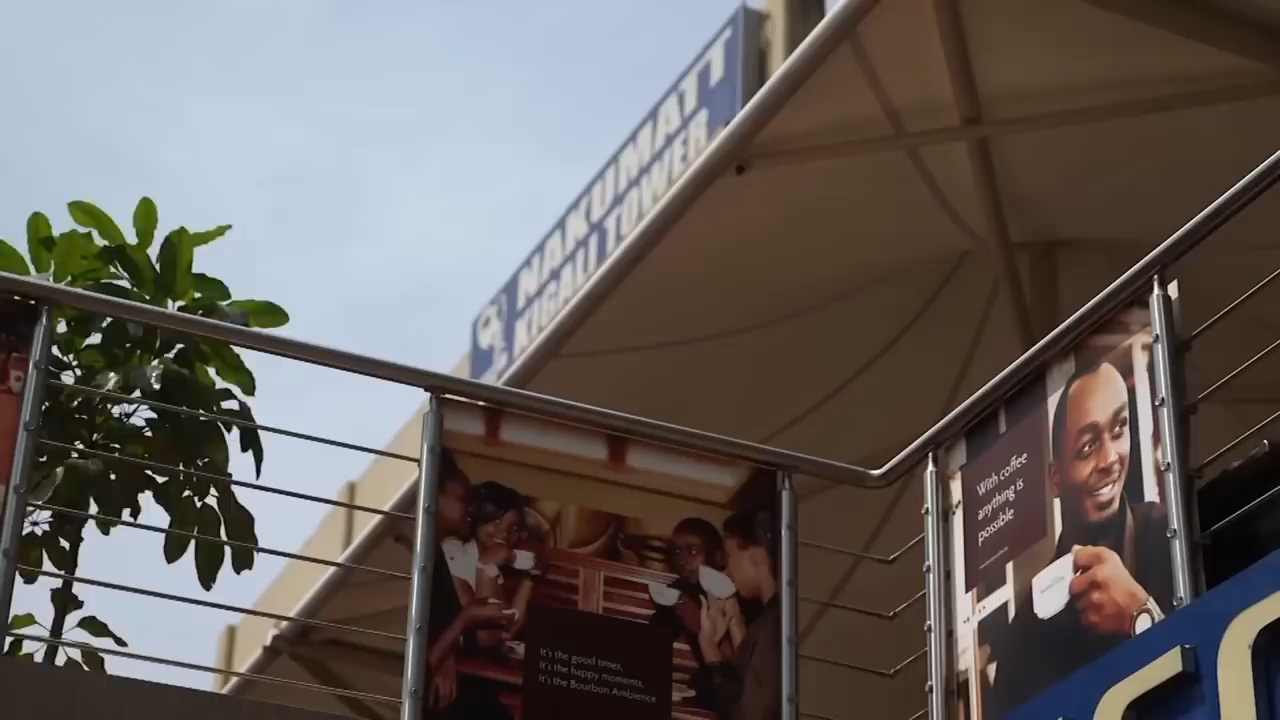 NAKUMATT
KIGALI TOWER
With coffee
anything is
possible
It's the good times,
It's the happy moments,
It's the Bourbon Ambience